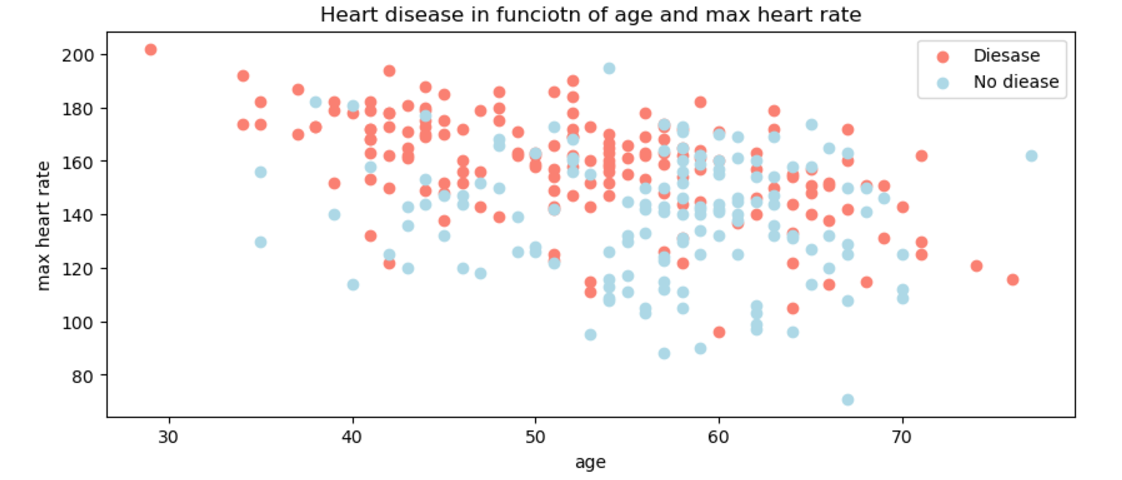 Heart disease in funciotn of age and max heart rate
Diesase
No diease
max heart rate
200
180
160
140
120
100
80
30 40 50 60 70
age